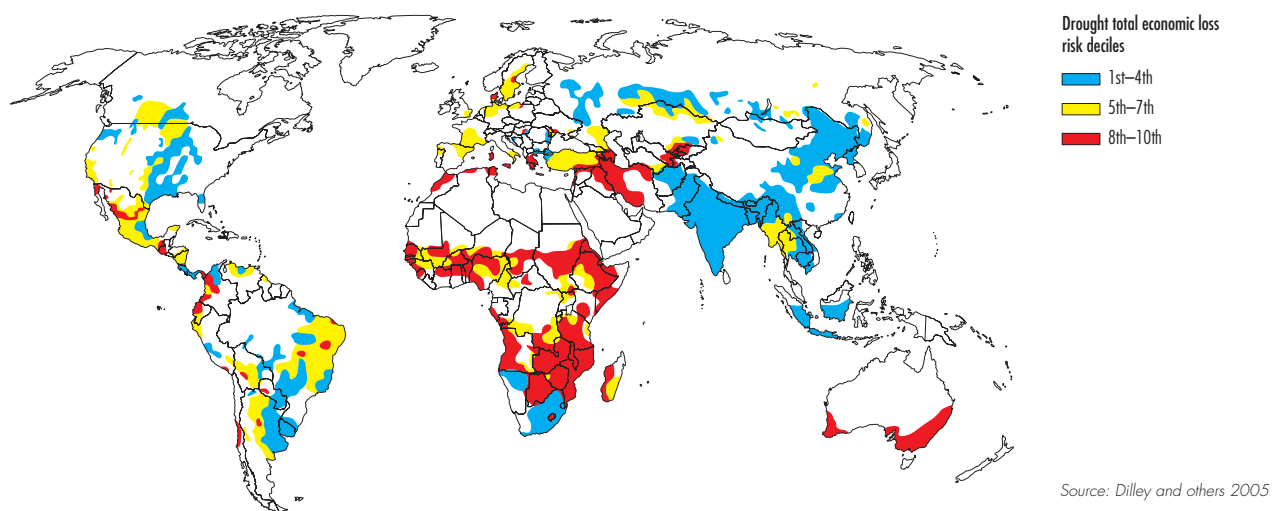 Drought total economic loss
risk deciles
1st–4th
5th–7th
8th–10th
Source: Dilley and others 2005